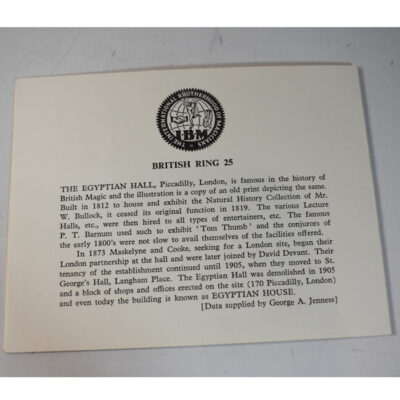 THE INTERNATIONAL BROTHERHOOD OF MAGICIANS
IBM
BRITISH RING 25
THE EGYPTIAN HALL, Piccadilly, London, is famous in the history of
British Magic and the illustration is a copy of an old print depicting the same.
Built in 1812 to house and exhibit the Natural History Collection of Mr.
W. Bullock, it ceased its original function in 1819. The various Lecture
Halls, etc., were then hired to all types of entertainers, etc. The famous
P. T. Barnum used such to exhibit 'Tom Thumb' and the conjurors of
the early 1800's were not slow to avail themselves of the facilities offered.
In 1873 Maskelyne and Cooke, seeking for a London site, began their
London partnership at the hall and were later joined by David Devant. Their
tenancy of the establishment continued until 1905, when they moved to St.
George's Hall, Langham Place. The Egyptian Hall was demolished in 1905
and a block of shops and offices erected on the site (170 Piccadilly, London)
and even today the building is known as EGYPTIAN HOUSE.
[Data supplied by George A. Jenness]